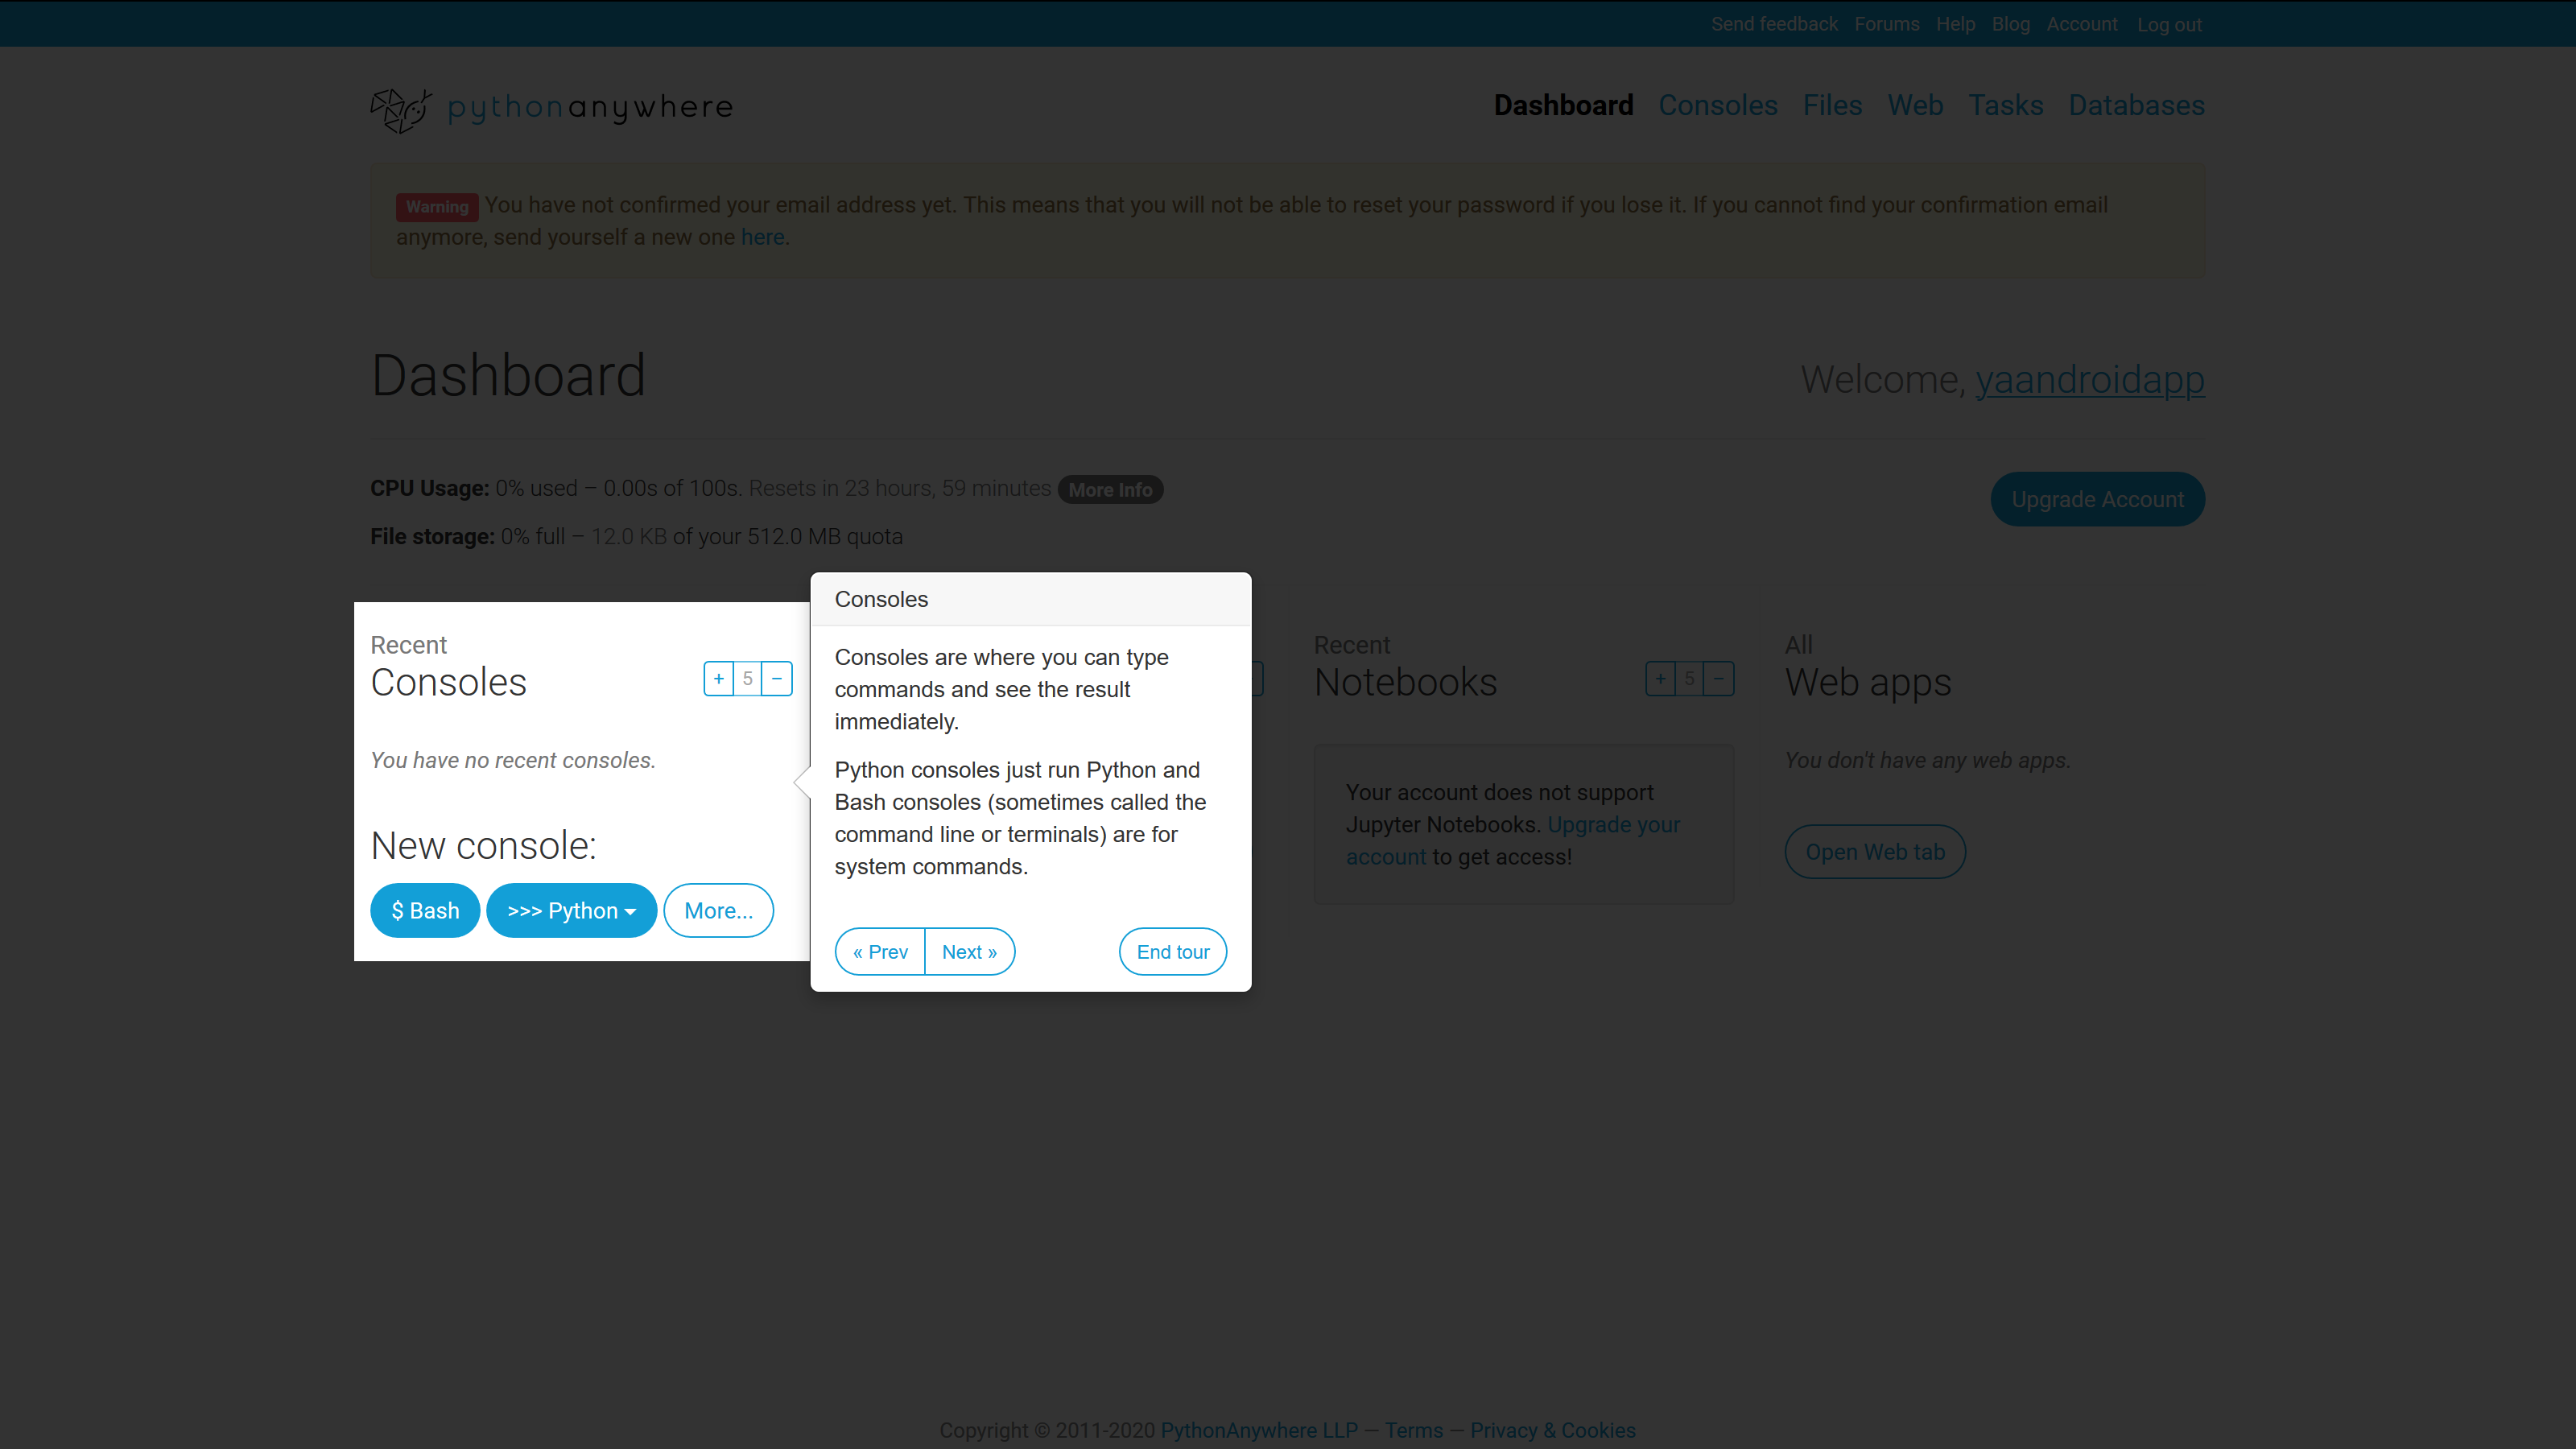 Send feedback Forums Help Blog Account Log out
pythonanywhere
Dashboard Consoles Files Web Tasks Databases
Warning You have not confirmed your email address yet. This means that you will not be able to reset your password if you lose it. If you cannot find your confirmation email
anymore, send yourself a new one here.
Dashboard
Welcome, yaandroidapp
CPU Usage: 0% used – 0.00s of 100s. Resets in 23 hours, 59 minutes More Info
File storage: 0% full – 12.0 KB of your 512.0 MB quota
Upgrade Account
Recent
Consoles
+ 5 –
You have no recent consoles.
New console:
$ Bash >>> Python More...
Consoles
Consoles are where you can type
commands and see the result
immediately.
Python consoles just run Python and
Bash consoles (sometimes called the
command line or terminals) are for
system commands.
« Prev Next » End tour
Recent
Notebooks
+ 5 –
Your account does not support
Jupyter Notebooks. Upgrade your
account to get access!
All
Web apps
You don't have any web apps.
Open Web tab
Copyright © 2011-2020 PythonAnywhere LLP — Terms — Privacy & Cookies